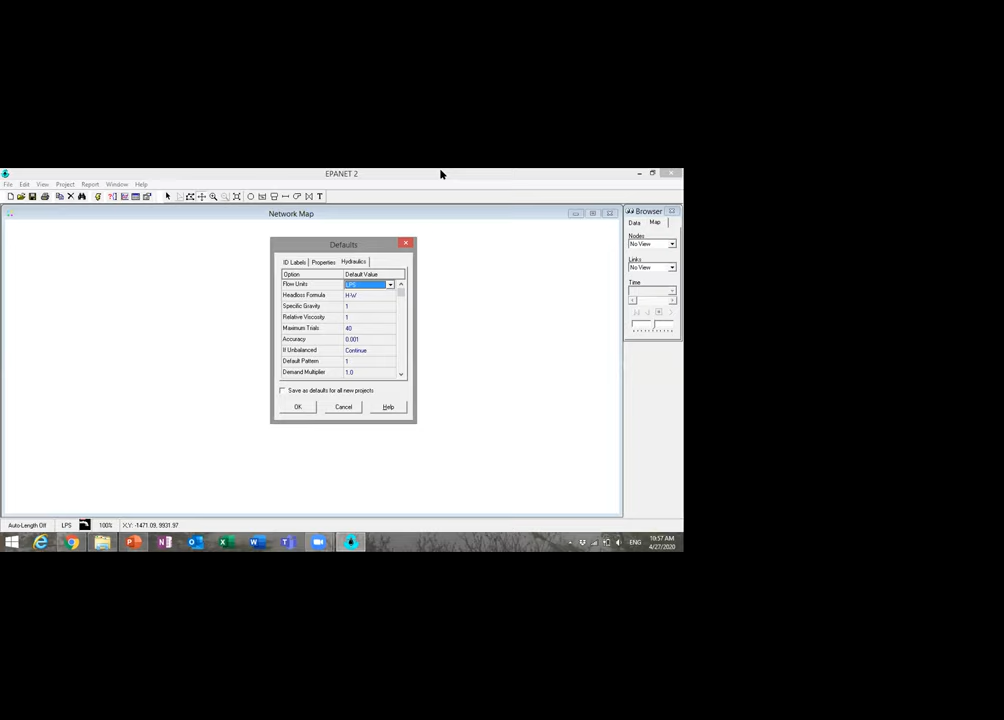 EPANET 2
File Edit View Project Report Window Help
Network Map
Browser
Data Map
Nodes
No View
Links
No View
Time
Defaults
ID Labels Properties Hydraulics
Option Default Value
Flow Units LPS
Headloss Formula H-W
Specific Gravity 1
Relative Viscosity 1
Maximum Trials 40
Accuracy 0.001
If Unbalanced Continue
Default Pattern 1
Demand Multiplier 1.0
Save as defaults for all new projects
OK Cancel Help
Auto-Length Off LPS 100% X,Y: -1471.09, 9931.97
ENG 10:57 AM
4/27/2020